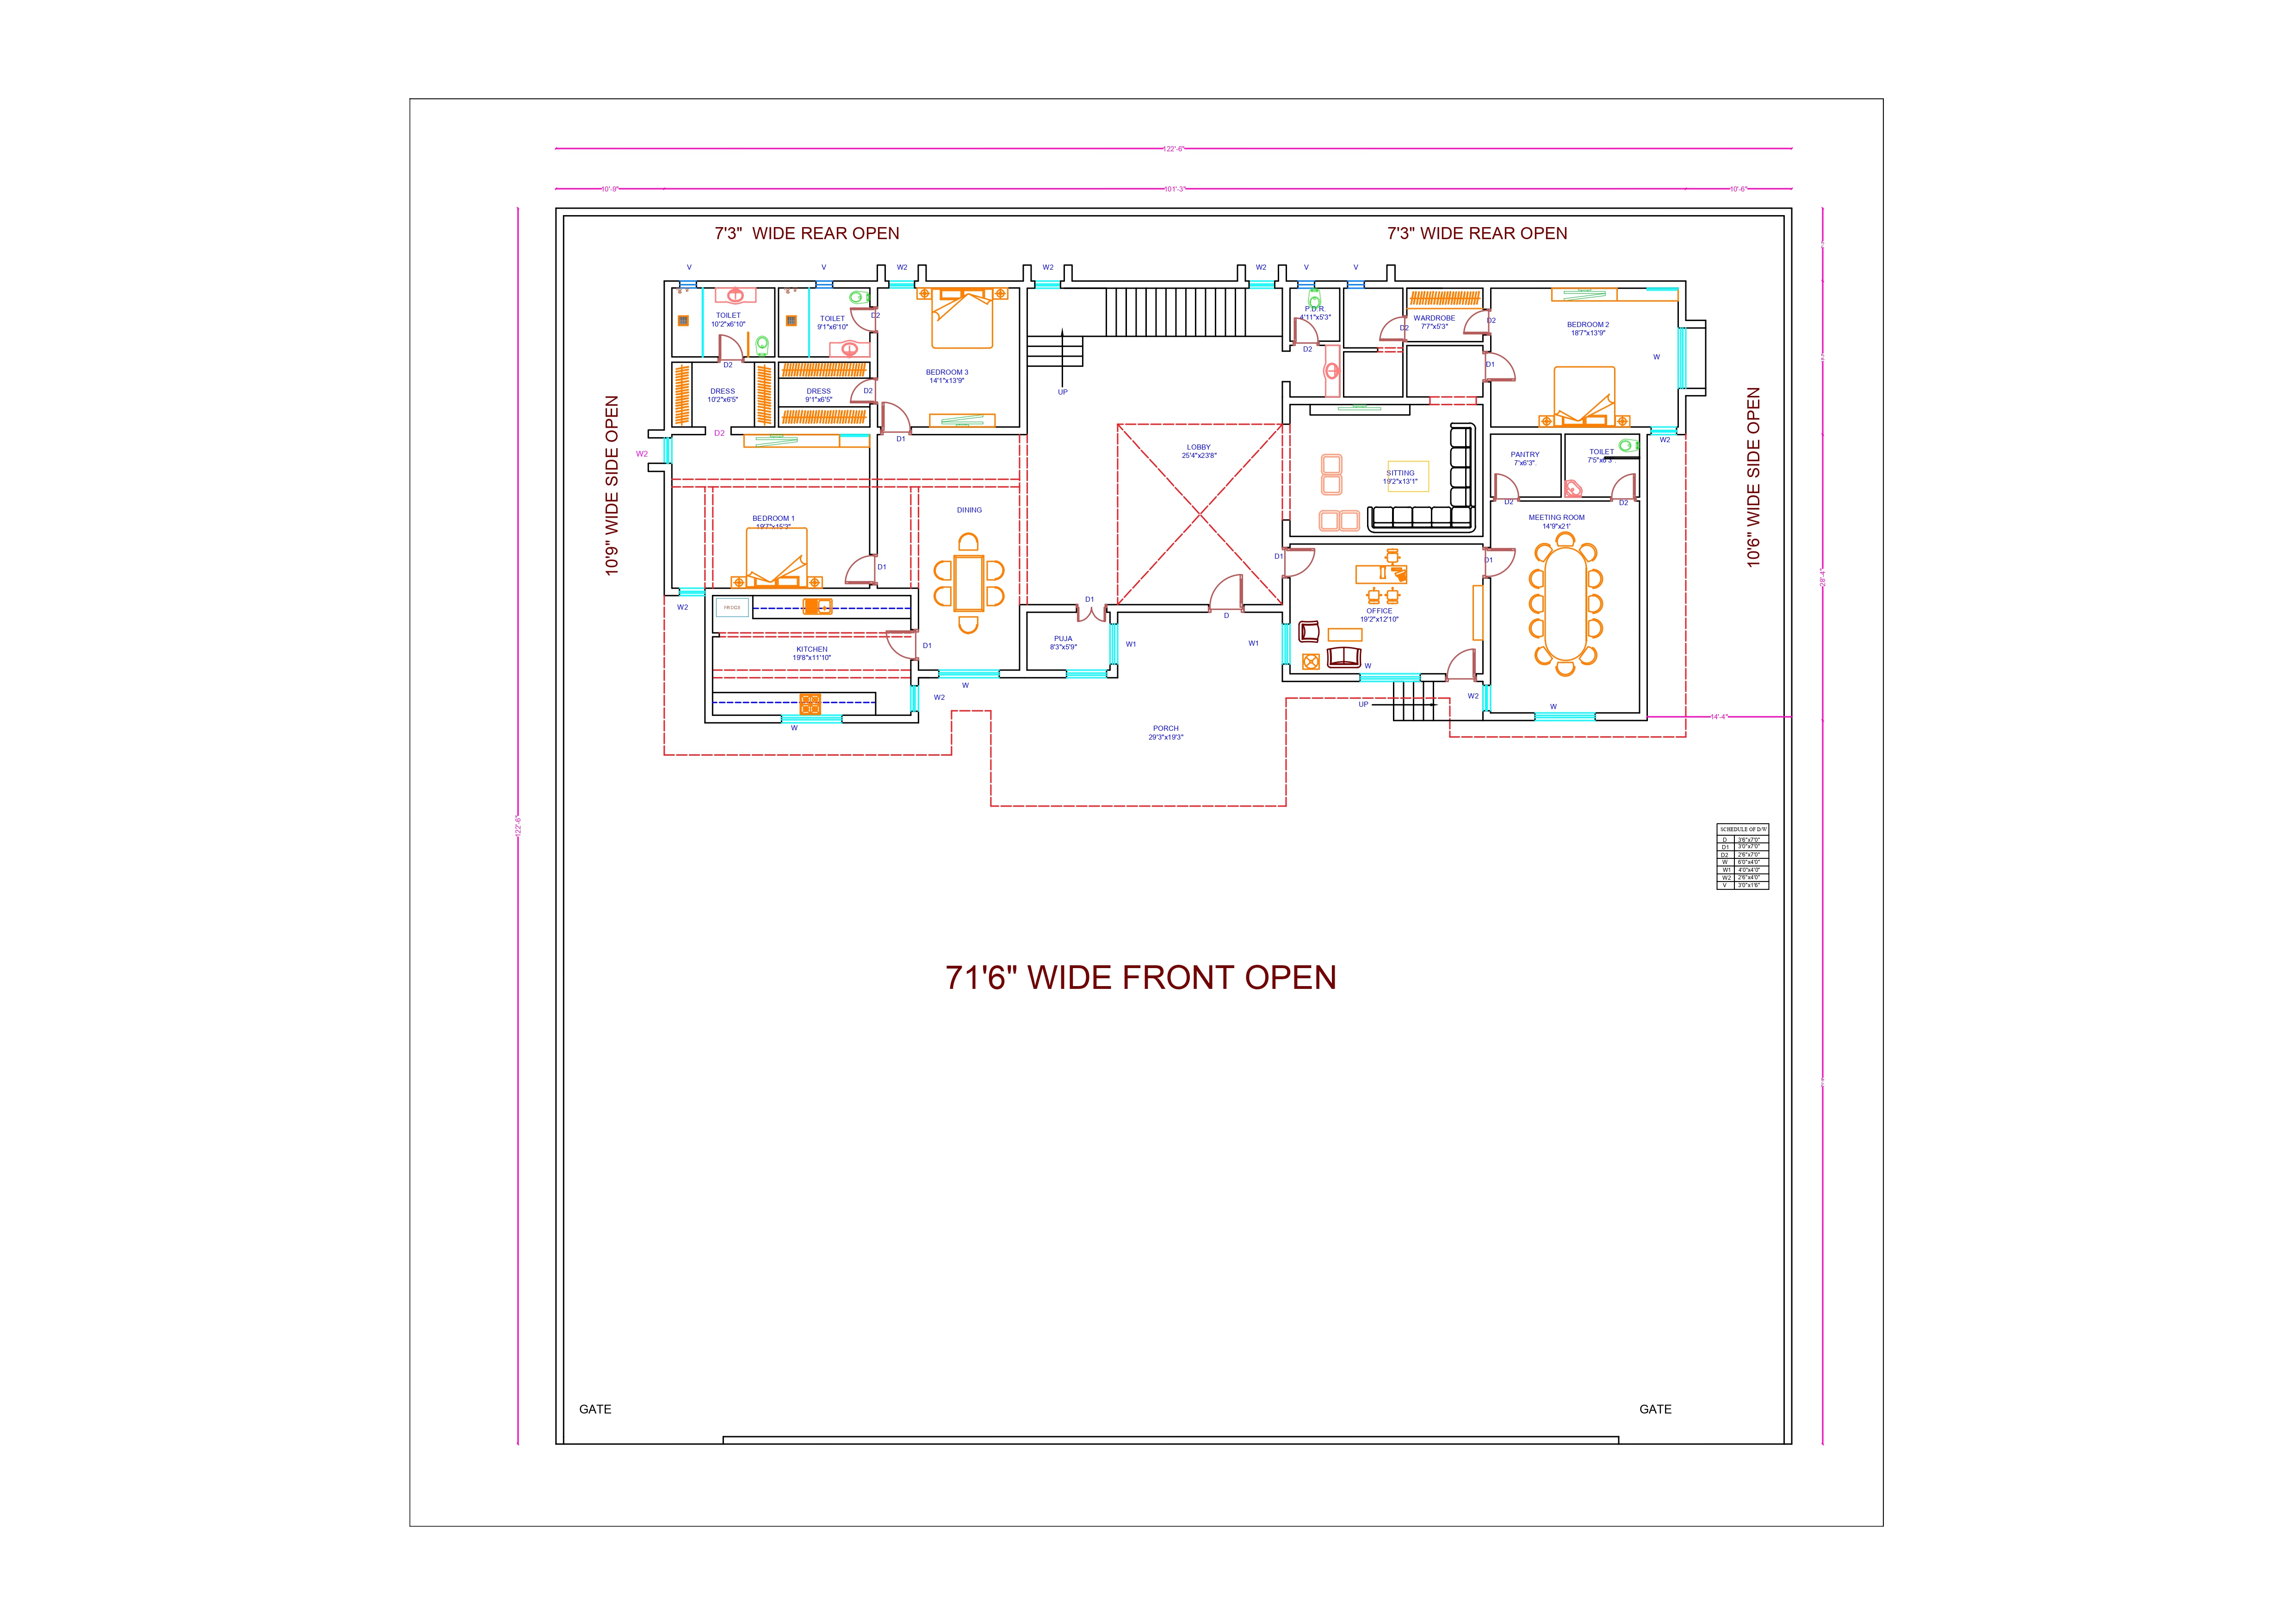 122'-6"
10'-9"
101'-3"
10'-6"
7'3" WIDE REAR OPEN
7'3" WIDE REAR OPEN
V
V
W2
W2
W2
V
V
TOILET
10'2"x6'10"
TOILET
9'1"x6'10"
D2
P.D.R.
4'11"x5'3"
D2
D2
WARDROBE
7'7"x5'3"
D2
BEDROOM 2
18'7"x13'9"
W
D2
DRESS
10'2"x6'5"
DRESS
9'1"x6'5"
D2
BEDROOM 3
14'1"x13'9"
UP
D1
10'9" WIDE SIDE OPEN
10'6" WIDE SIDE OPEN
D2
D1
W2
W2
LOBBY
25'4"x23'8"
SITTING
19'2"x13'1"
PANTRY
7'x6'3".
TOILET
7'5"x6'3".
D2
D2
BEDROOM 1
19'7"x15'3"
DINING
MEETING ROOM
14'9"x21'
D1
D1
D1
28'-4"
W2
FRIDGE
D1
D
OFFICE
19'2"x12'10"
PUJA
8'3"x5'9"
W1
W1
KITCHEN
19'8"x11'10"
D1
W
W
W2
W2
UP
W
W
14'-4"
PORCH
29'3"x19'3"
122'-6"
SCHEDULE OF D/W
D 3'6"x7'0"
D1 3'0"x7'0"
D2 2'6"x7'0"
W 6'0"x4'0"
W1 4'0"x4'0"
W2 2'6"x4'0"
V 3'0"x1'6"
71'6" WIDE FRONT OPEN
GATE
GATE